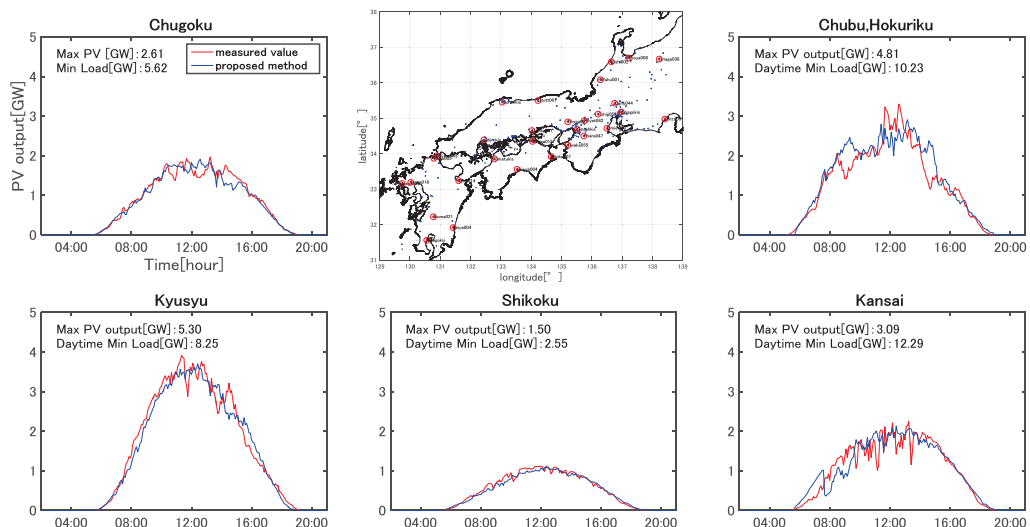 Chugoku
Max PV [GW]:2.61
Min Load[GW]:5.62
measured value
proposed method
PV output[GW]
5
4
3
2
1
0
04:00 08:00 12:00 16:00 20:00
Time[hour]
latitude[°]
38
37
36
35
34
33
32
31
129 130 131 132 133 134 135 136 137 138 139
longitude[°]
Chubu,Hokuriku
Max PV output[GW]:4.81
Daytime Min Load[GW]:10.23
5
4
3
2
1
0
04:00 08:00 12:00 16:00 20:00
Kyusyu
Max PV output[GW]:5.30
Daytime Min Load[GW]:8.25
5
4
3
2
1
0
04:00 08:00 12:00 16:00 20:00
Shikoku
Max PV output[GW]:1.50
Daytime Min Load[GW]:2.55
5
4
3
2
1
0
04:00 08:00 12:00 16:00 20:00
Kansai
Max PV output[GW]:3.09
Daytime Min Load[GW]:12.29
5
4
3
2
1
0
04:00 08:00 12:00 16:00 20:00